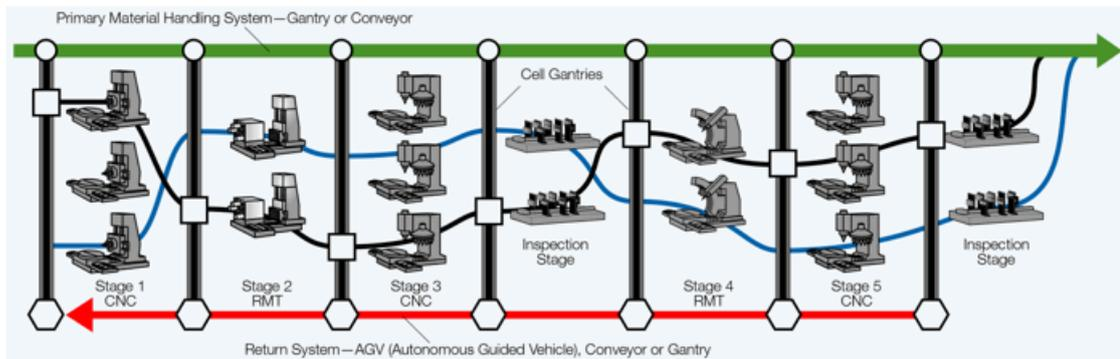 Primary Material Handling System—Gantry or Conveyor
Cell Gantries
Inspection
Stage
Inspection
Stage
Stage 1
CNC
Stage 2
RMT
Stage 3
CNC
Stage 4
RMT
Stage 5
CNC
Return System—AGV (Autonomous Guided Vehicle), Conveyor or Gantry